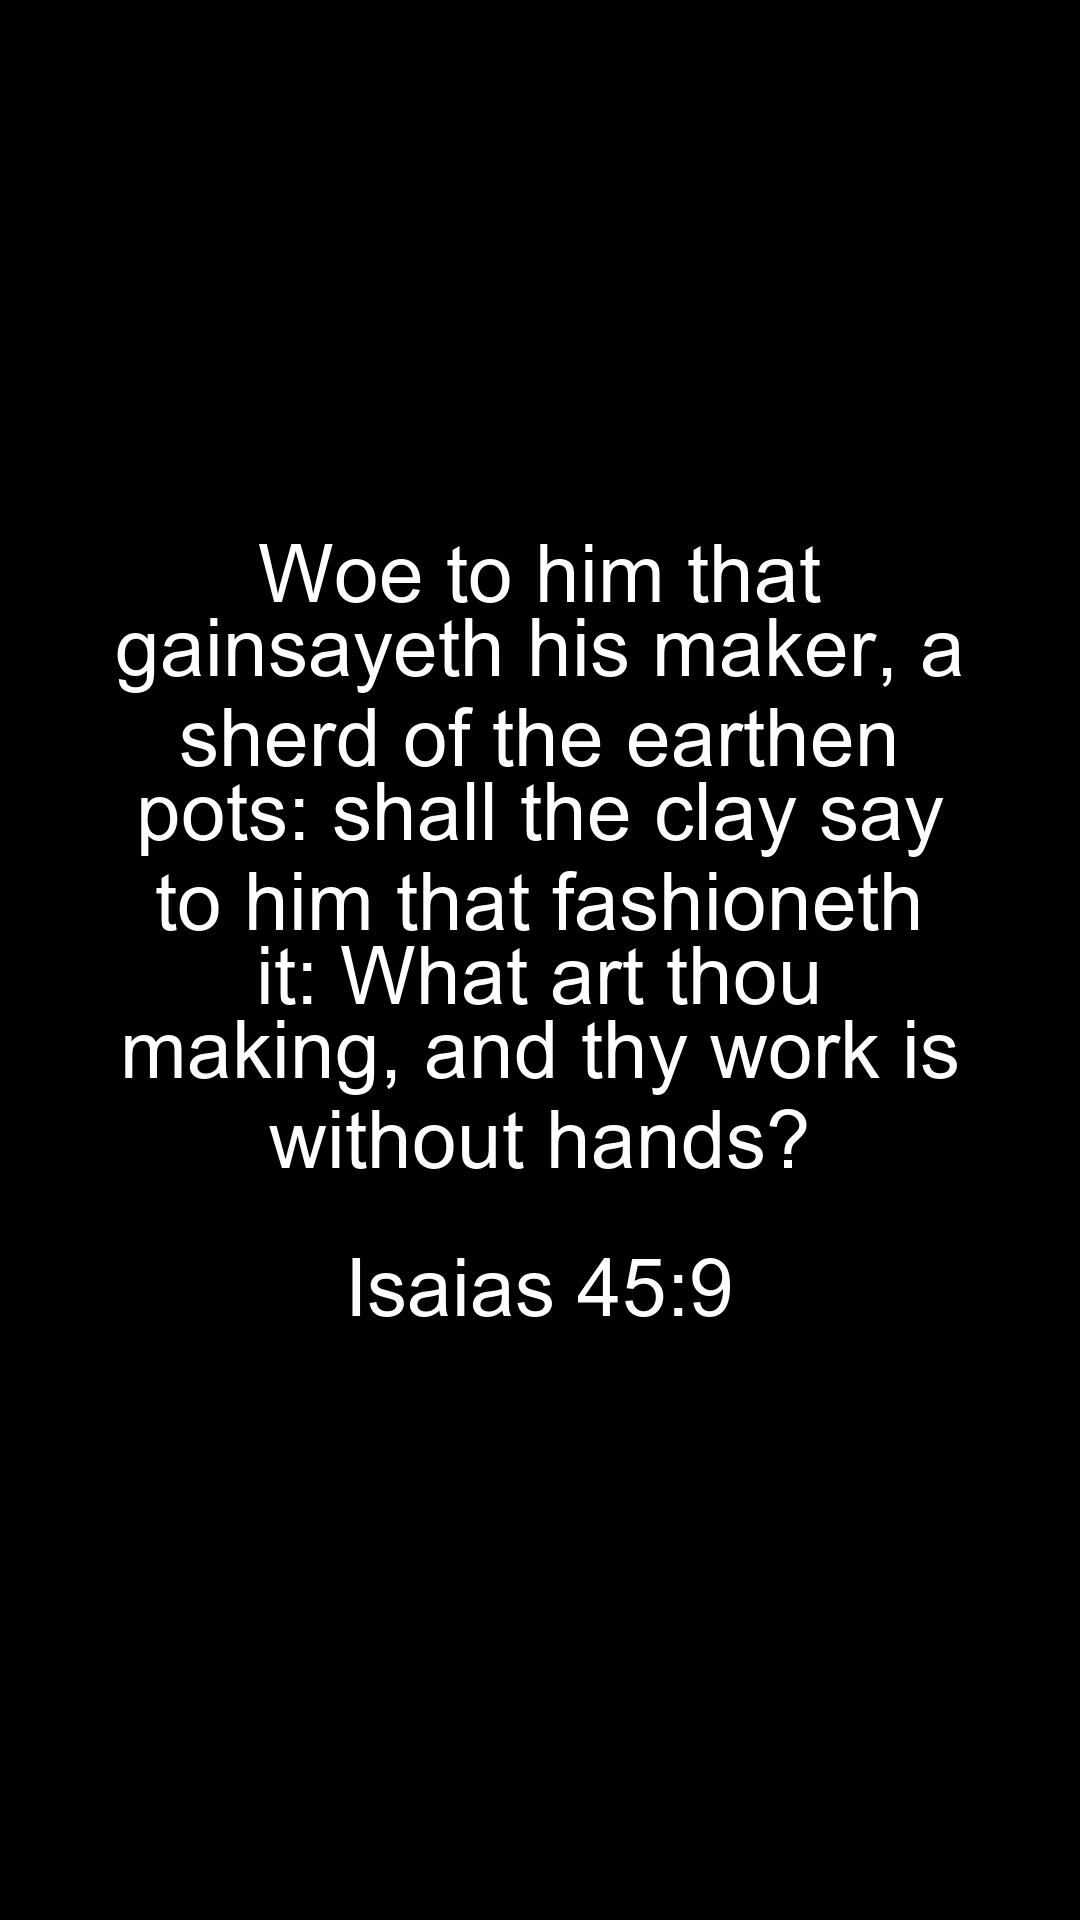 Woe to him that
gainsayeth his maker, a
sherd of the earthen
pots: shall the clay say
to him that fashioneth
it: What art thou
making, and thy work is
without hands?
Isaias 45:9